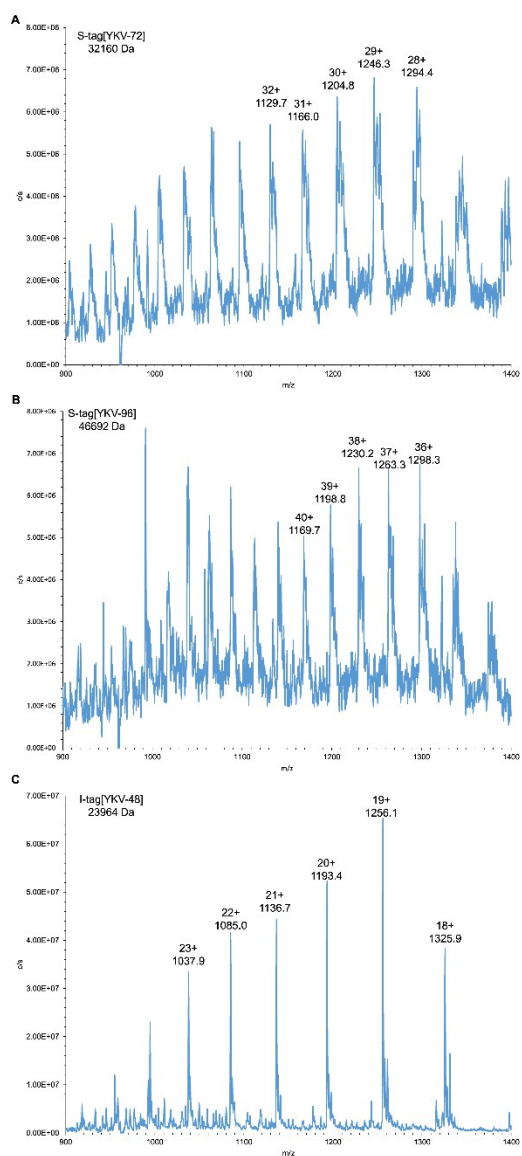 A
S-tag[YKV-72]
32160 Da
8.00E+06
7.00E+06
6.00E+06
5.00E+06
4.00E+06
3.00E+06
2.00E+06
1.00E+06
0.00E+00
c/s
32+
1129.7
31+
1166.0
30+
1204.8
29+
1246.3
28+
1294.4
900
1000
1100
1200
1300
1400
m/z
B
S-tag[YKV-96]
46692 Da
8.00E+06
7.00E+06
6.00E+06
5.00E+06
4.00E+06
3.00E+06
2.00E+06
1.00E+06
0.00E+00
c/s
40+
1169.7
39+
1198.8
38+
1230.2
37+
1263.3
36+
1298.3
900
1000
1100
1200
1300
1400
m/z
C
I-tag[YKV-48]
23964 Da
7.00E+07
6.00E+07
5.00E+07
4.00E+07
3.00E+07
2.00E+07
1.00E+07
0.00E+00
c/s
23+
1037.9
22+
1085.0
21+
1136.7
20+
1193.4
19+
1256.1
18+
1325.9
900
1000
1100
1200
1300
1400
m/z